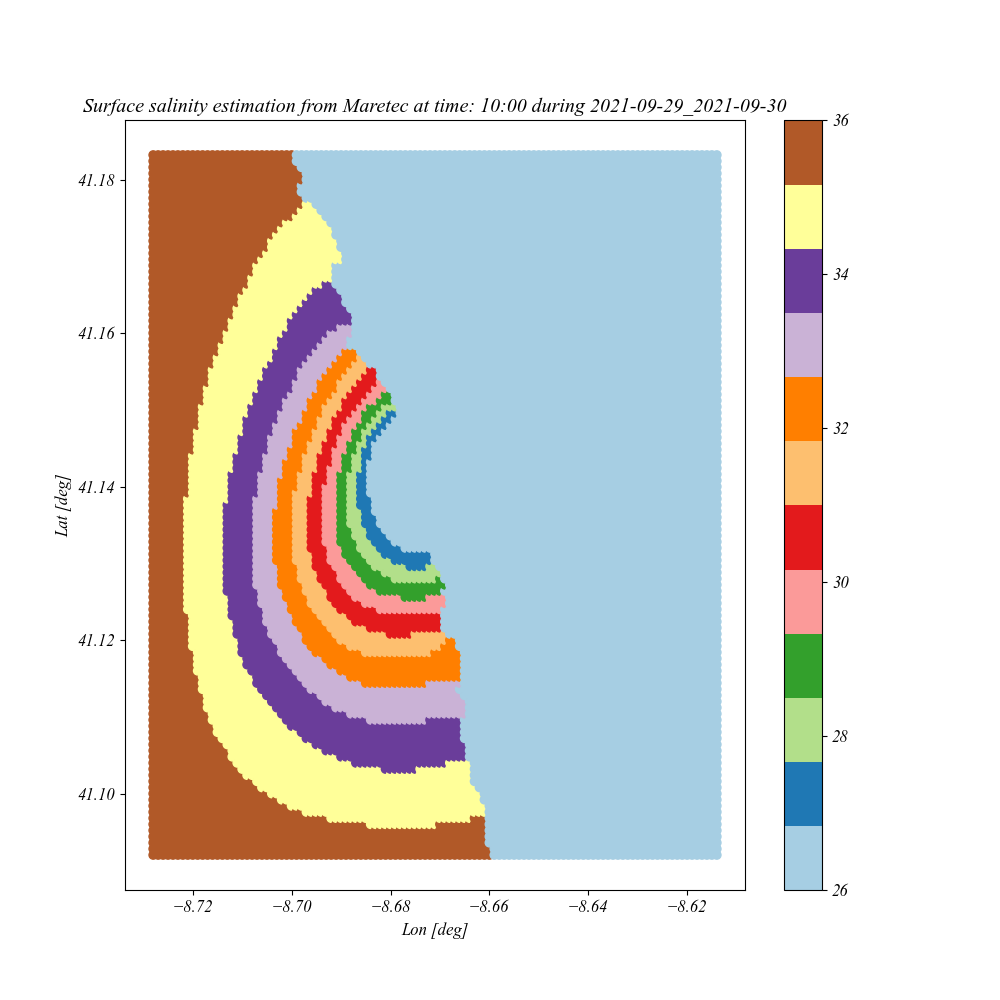 Surface salinity estimation from Maretec at time: 10:00 during 2021-09-29_2021-09-30
36
41.18
34
41.16
32
41.14
Lat [deg]
30
41.12
28
41.10
26
−8.72 −8.70 −8.68 −8.66 −8.64 −8.62
Lon [deg]